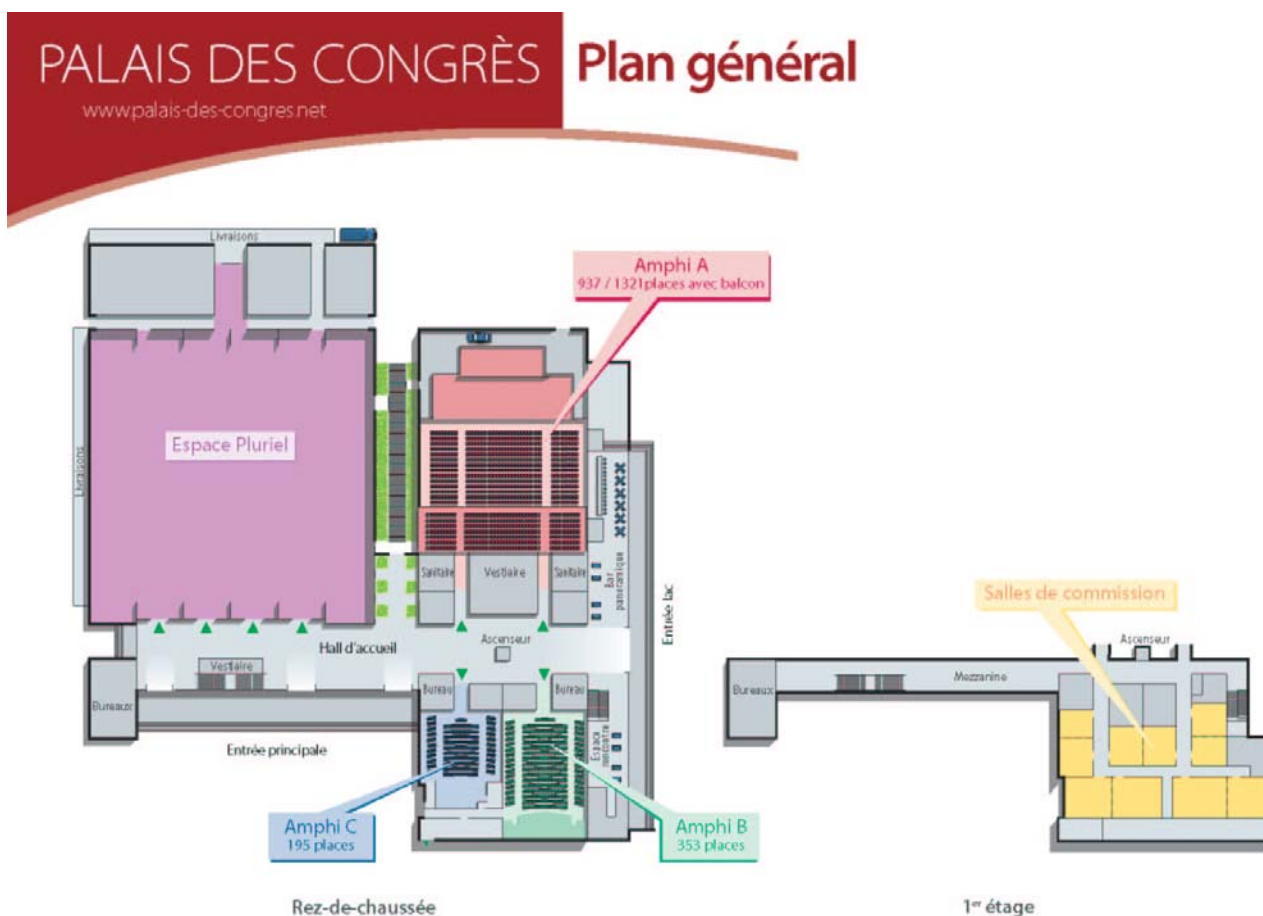 PALAIS DES CONGRÈS
Plan général
www.palais-des-congres.net
Livraisons
Amphi A
937 / 1321places avec balcon
Espace Pluriel
Livraisons
Sanitaire
Vestiaire
Sanitaire
Bar
panoramique
Entrée lac
Hall d'accueil
Ascenseur
Vestiaire
Bureaux
Bureau
Bureau
Espace
rencontre
Entrée principale
Amphi C
195 places
Amphi B
353 places
Rez-de-chaussée
Salles de commission
Ascenseur
Mezzanine
Bureaux
1er étage